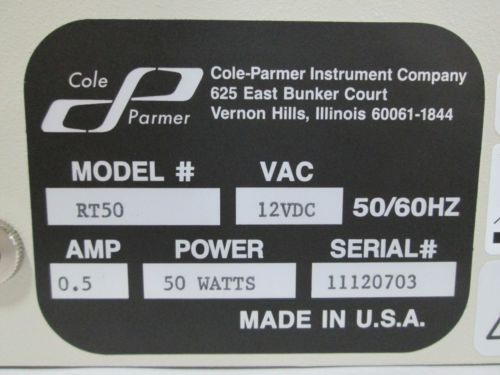 Cole
Parmer
Cole-Parmer Instrument Company
625 East Bunker Court
Vernon Hills, Illinois 60061-1844
MODEL # VAC
RT50 12VDC 50/60HZ
AMP POWER SERIAL#
0.5 50 WATTS 11120703
MADE IN U.S.A.